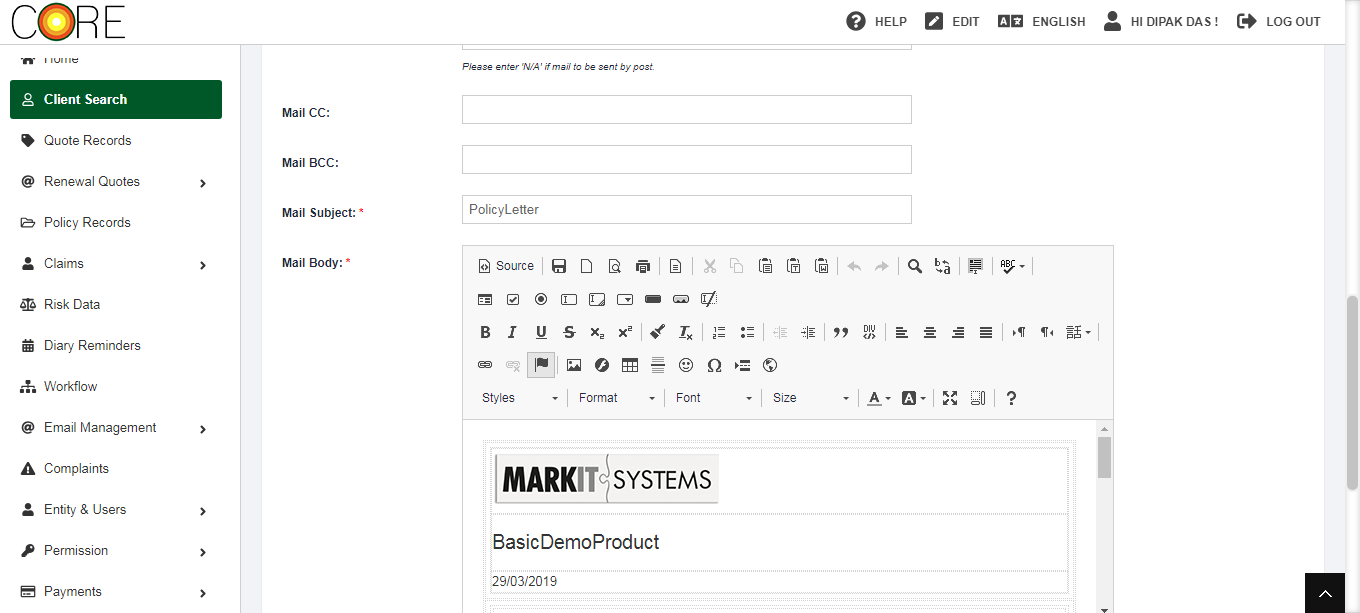 CORE
HELP
EDIT
ENGLISH
HI DIPAK DAS !
LOG OUT
Home
Client Search
Quote Records
Renewal Quotes
Policy Records
Claims
Risk Data
Diary Reminders
Workflow
Email Management
Complaints
Entity & Users
Permission
Payments
Please enter 'N/A' if mail to be sent by post.
Mail CC:
Mail BCC:
Mail Subject: *
PolicyLetter
Mail Body: *
Source
Styles
Format
Font
Size
MARKIT SYSTEMS
BasicDemoProduct
29/03/2019